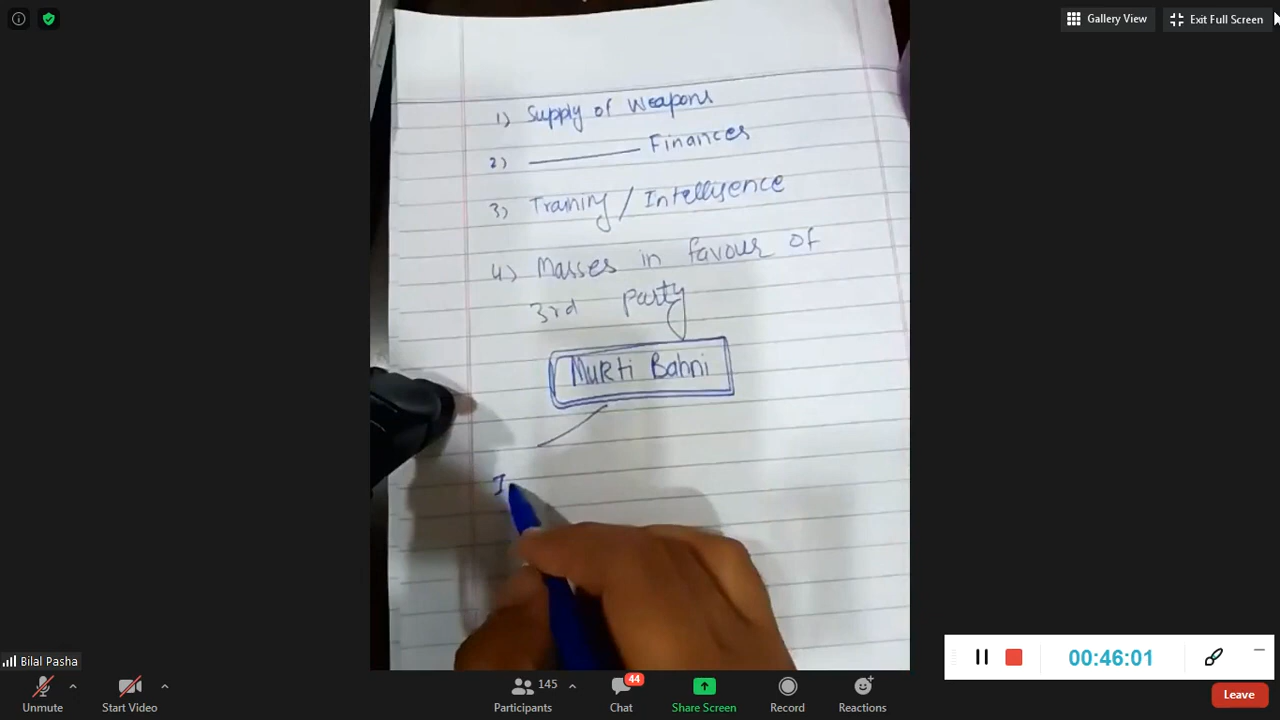 Gallery View
Exit Full Screen
1) Supply of Weapons
2) ________ Finances
3) Training / Intelligence
4) Masses in favour of
3rd party
Mukti Bahni
I
Bilal Pasha
00:46:01
Unmute
Start Video
145
Participants
44
Chat
Share Screen
Record
Reactions
Leave